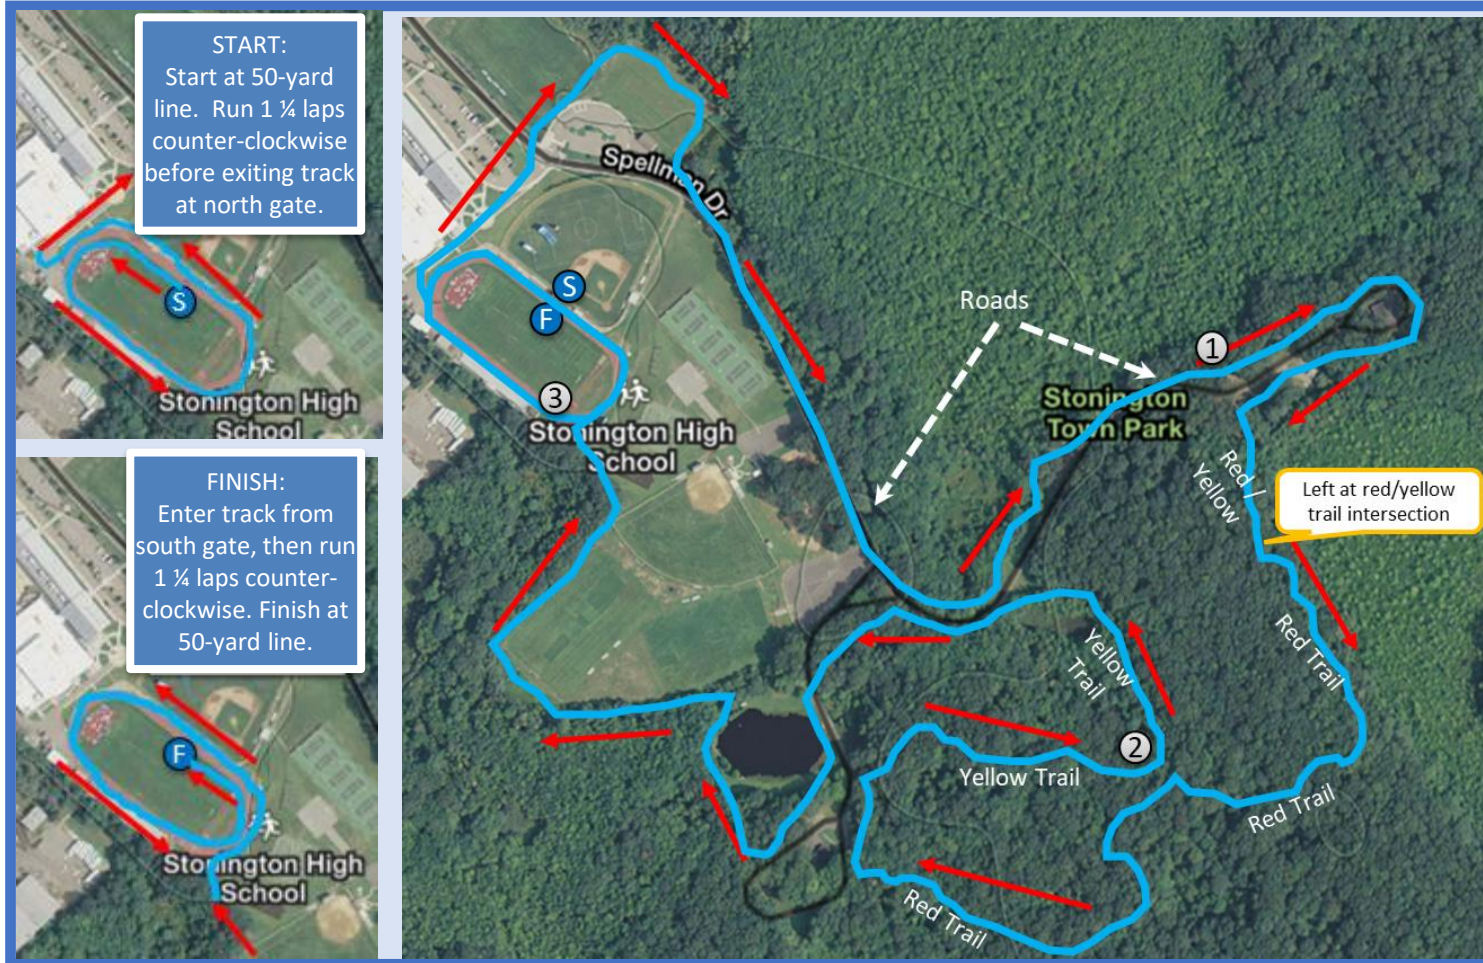 START:
Start at 50-yard
line.  Run 1 ¼ laps
counter-clockwise
before exiting track
at north gate.
S
Stonington High
School
FINISH:
Enter track from
south gate, then run
1 ¼ laps counter-
clockwise. Finish at
50-yard line.
F
Stonington High
School
Spellman Dr
S
F
3
Stonington High
School
Roads
1
Stonington
Town Park
Red /
Yellow
Left at red/yellow
trail intersection
Red Trail
Yellow
Trail
2
Yellow Trail
Red Trail
Red Trail